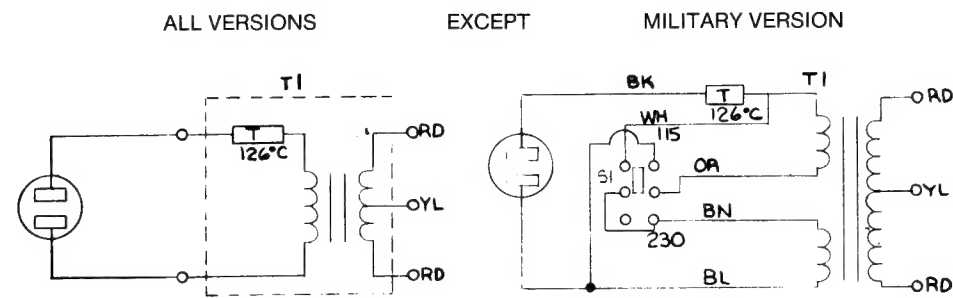 ALL VERSIONS EXCEPT MILITARY VERSION
T1
T
126°C
RD
YL
RD
BK
T
126°C
T1
WH
115
S1
OR
BN
230
BL
RD
YL
RD